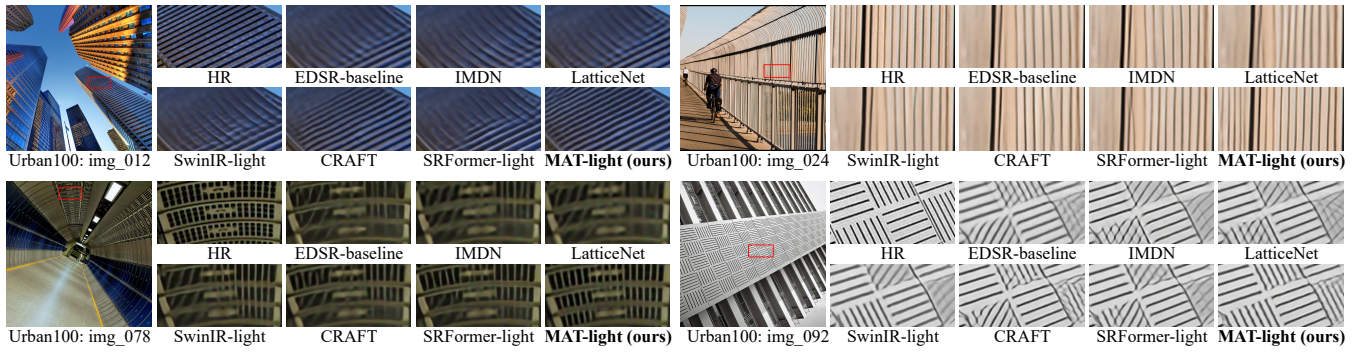 HR EDSR-baseline IMDN LatticeNet HR EDSR-baseline IMDN LatticeNet
Urban100: img_012 SwinIR-light CRAFT SRFormer-light MAT-light (ours) Urban100: img_024 SwinIR-light CRAFT SRFormer-light MAT-light (ours)
HR EDSR-baseline IMDN LatticeNet HR EDSR-baseline IMDN LatticeNet
Urban100: img_078 SwinIR-light CRAFT SRFormer-light MAT-light (ours) Urban100: img_092 SwinIR-light CRAFT SRFormer-light MAT-light (ours)